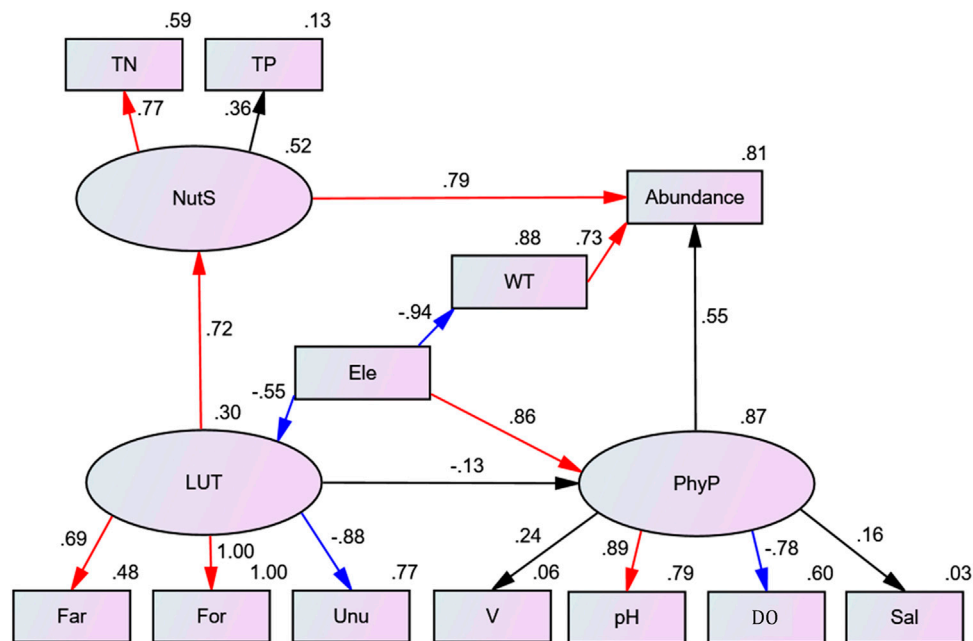 .59 .13
TN TP
.77 .36
.52 .81
NutS .79 Abundance
.88 .73
WT
-.94
.72 .55
Ele
-.55
.30 .86 .87
LUT -.13 PhyP
.69 1.00 -.88 .24 .89 -.78 .16
.48 1.00 .77 .06 .79 .60 .03
Far For Unu V pH DO Sal